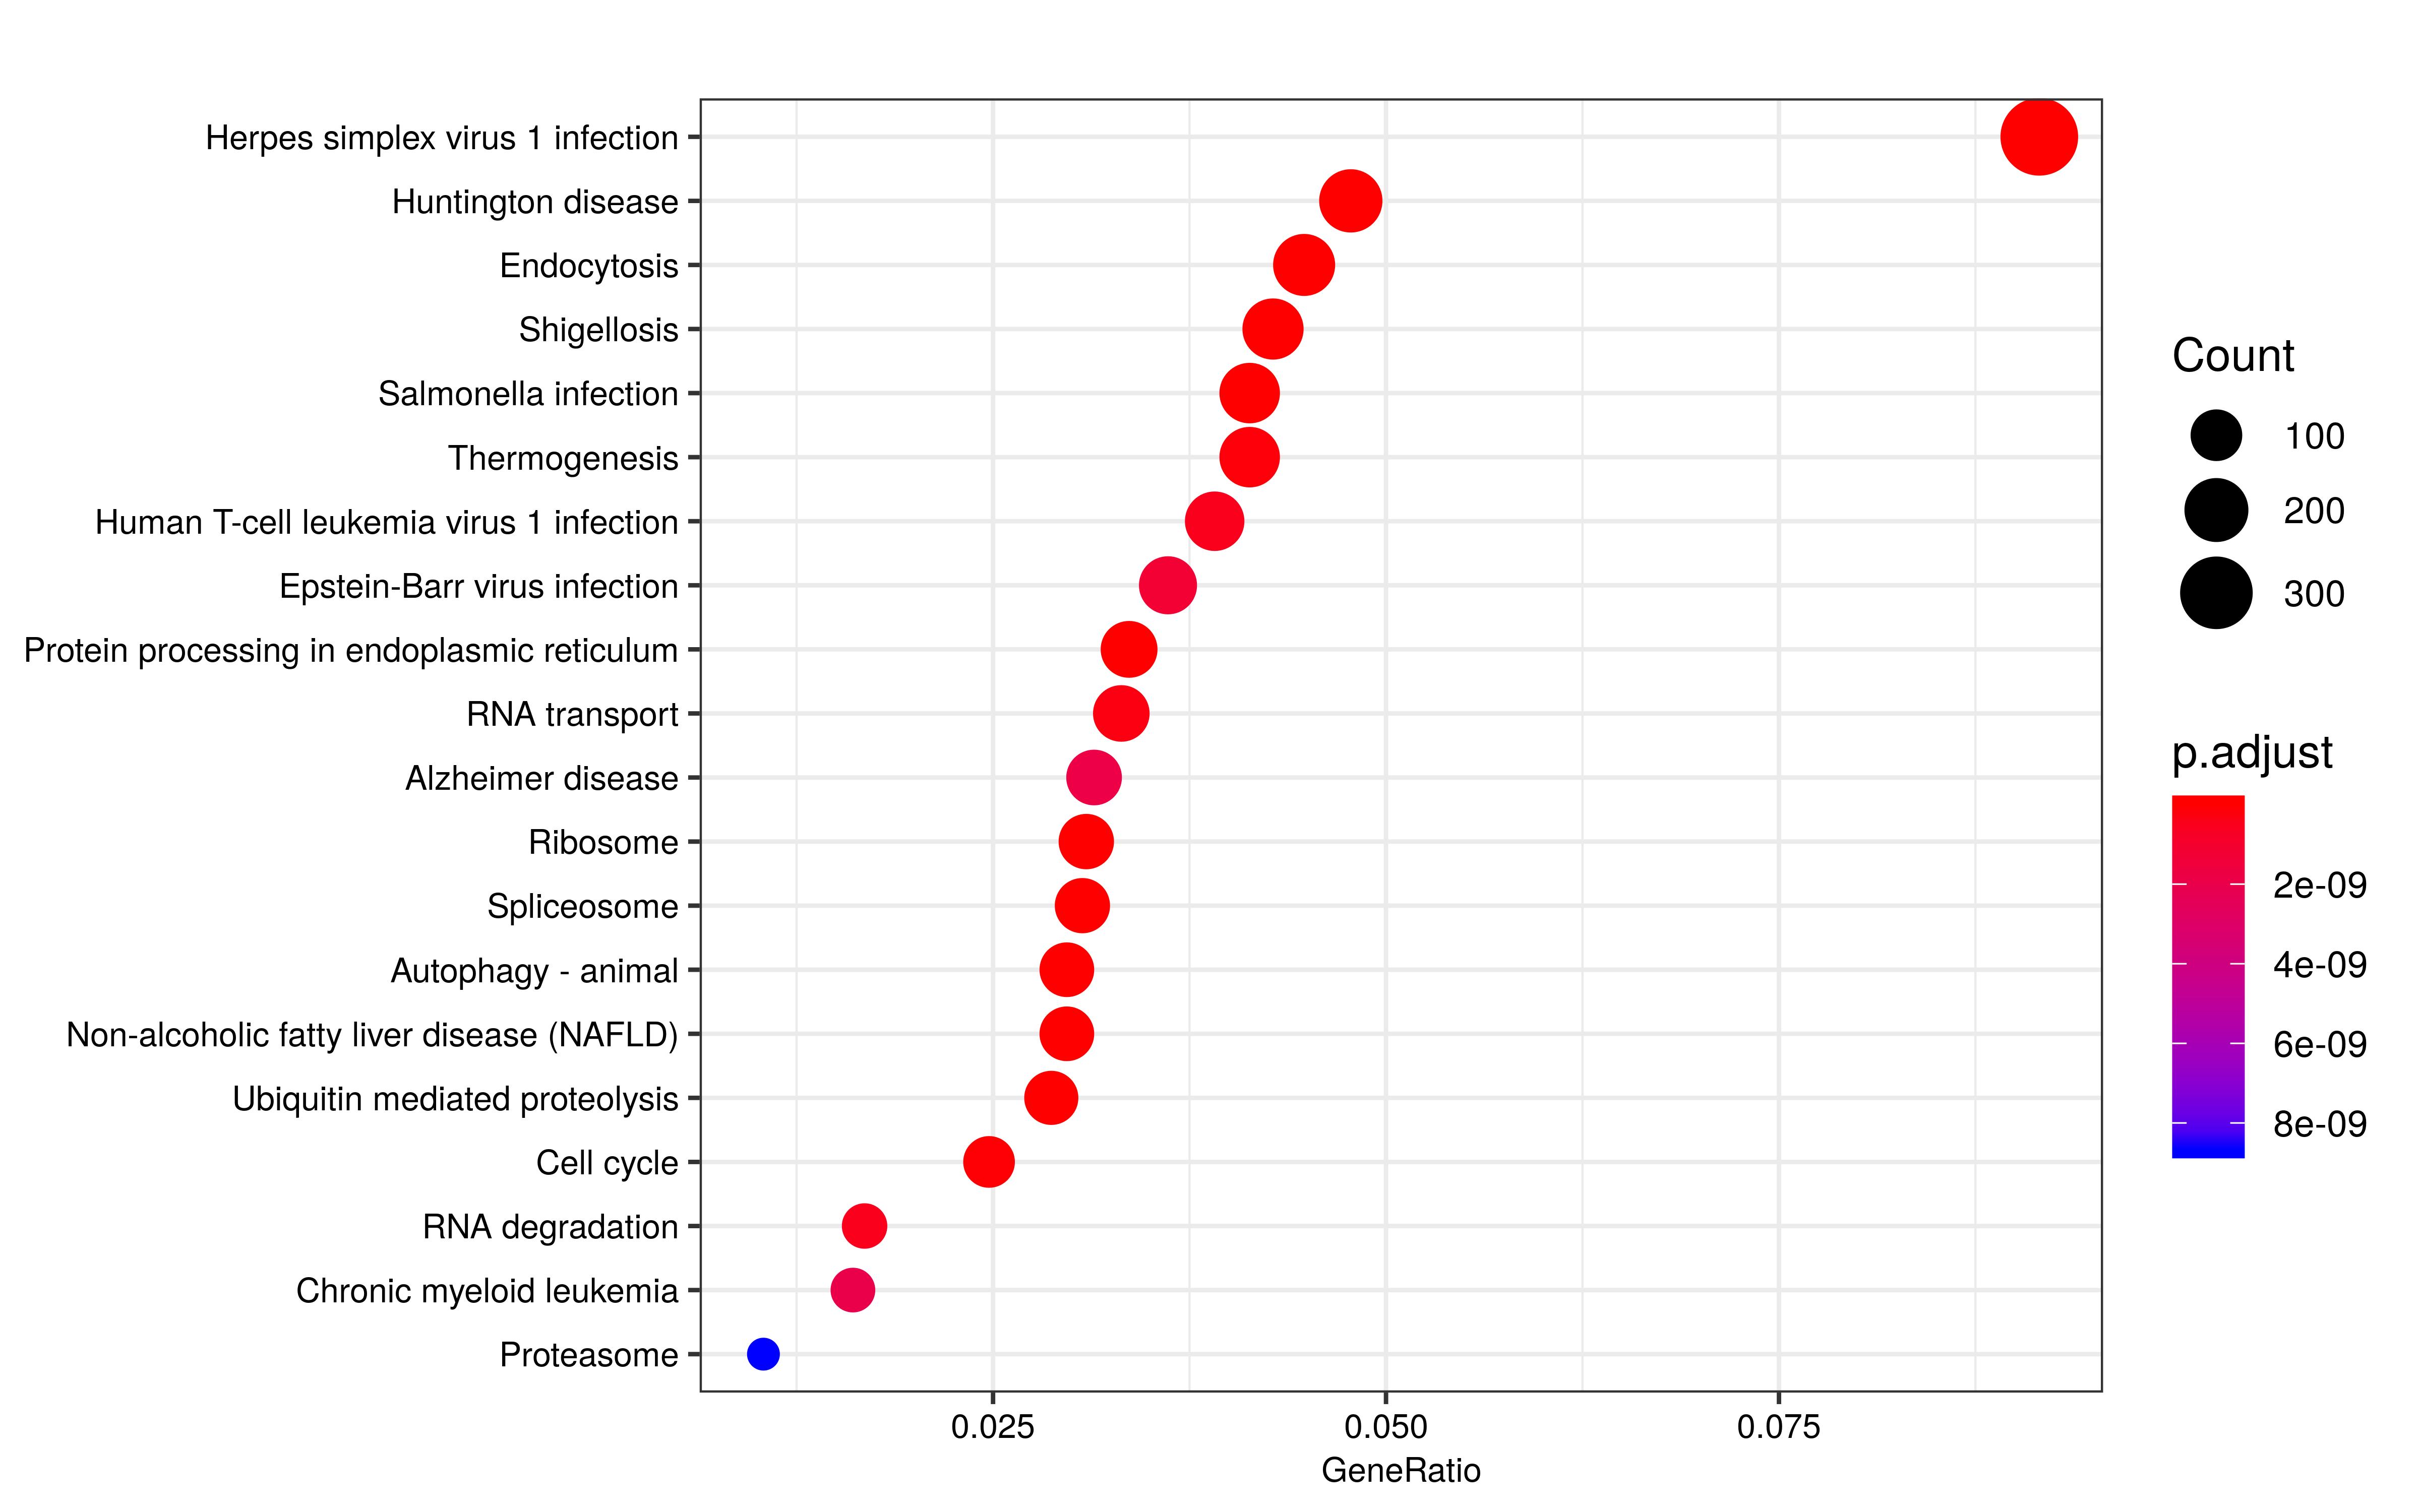 Herpes simplex virus 1 infection
Huntington disease
Endocytosis
Shigellosis
Salmonella infection
Thermogenesis
Human T-cell leukemia virus 1 infection
Epstein-Barr virus infection
Protein processing in endoplasmic reticulum
RNA transport
Alzheimer disease
Ribosome
Spliceosome
Autophagy - animal
Non-alcoholic fatty liver disease (NAFLD)
Ubiquitin mediated proteolysis
Cell cycle
RNA degradation
Chronic myeloid leukemia
Proteasome
0.025 0.050 0.075
GeneRatio
Count
100
200
300
p.adjust
2e-09
4e-09
6e-09
8e-09